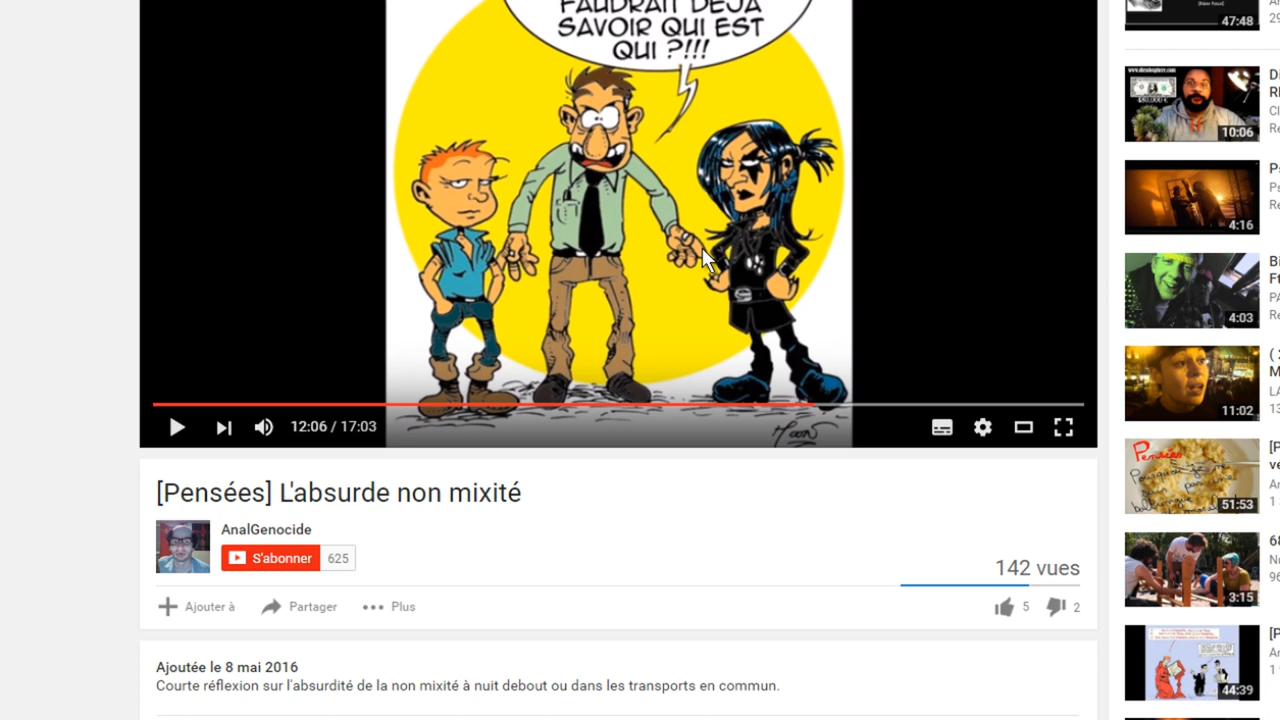 FAUDRAIT DÉJÀ
SAVOIR QUI EST
QUI ?!!!
12:06 / 17:03
[Pensées] L'absurde non mixité
AnalGenocide
S'abonner 625
142 vues
Ajouter à Partager Plus 5 2
Ajoutée le 8 mai 2016
Courte réflexion sur l'absurdité de la non mixité à nuit debout ou dans les transports en commun.
47:48
10:06
4:16
4:03
11:02
Pensées
51:53
3:15
44:39